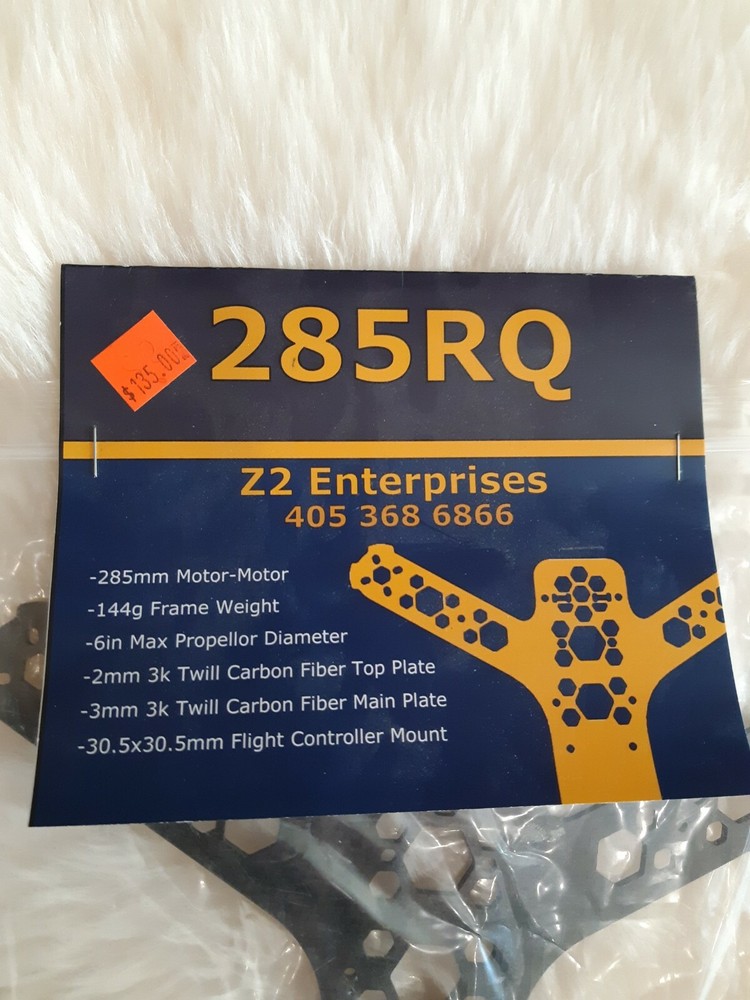 285RQ
$135.00
Z2 Enterprises
405 368 6866
-285mm Motor-Motor
-144g Frame Weight
-6in Max Propellor Diameter
-2mm 3k Twill Carbon Fiber Top Plate
-3mm 3k Twill Carbon Fiber Main Plate
-30.5x30.5mm Flight Controller Mount